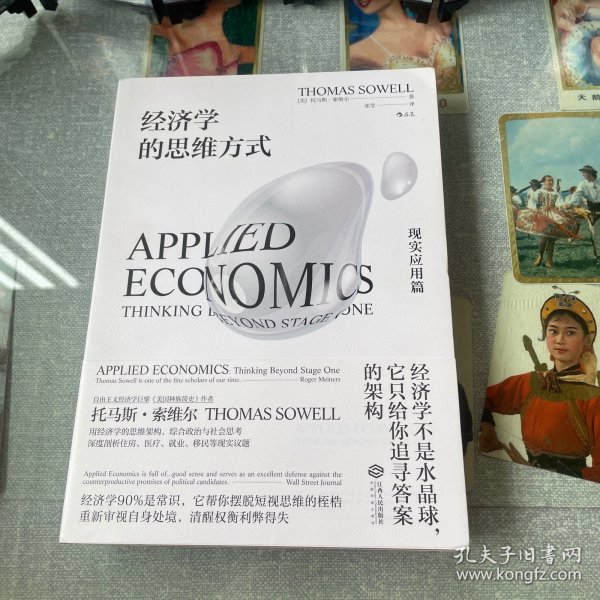 THOMAS SOWELL
[美] 托马斯·索维尔 著
张莹 译
后浪
经济学
的思维方式
APPLIED
ECONOMICS
THINKING BEYOND STAGE ONE
现实应用篇
APPLIED ECONOMICS Thinking Beyond Stage One
Thomas Sowell is one of the fine scholars of our time. Roger Meiners
自由主义经济学巨擘《美国种族简史》作者
托马斯·索维尔 THOMAS SOWELL
用经济学的思维架构，综合政治与社会思考
深度剖析住房、医疗、就业、移民等现实议题
Applied Economics is full of...good sense and serves as an excellent defense against the
counterproductive promises of political candidates. Wall Street Journal
经济学90%是常识，它帮你摆脱短视思维的桎梏
重新审视自身处境，清醒权衡利弊得失
经济学不是水晶球，
它只给你追寻答案
的架构
江西人民出版社
天鹅
孔夫子旧书网
www.kongfz.com